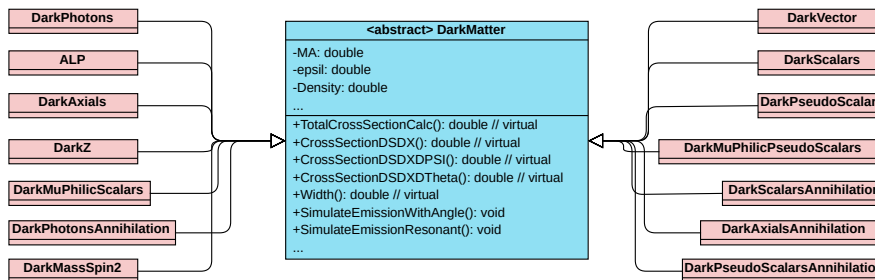 DarkPhotons
ALP
DarkAxials
DarkZ
DarkMuPhilicScalars
DarkPhotonsAnnihilation
DarkMassSpin2
<abstract> DarkMatter
-MA: double
-epsil: double
-Density: double
...
+TotalCrossSectionCalc(): double // virtual
+CrossSectionDSDX(): double // virtual
+CrossSectionDSDXDPSI(): double // virtual
+CrossSectionDSDXDTheta(): double // virtual
+Width(): double // virtual
+SimulateEmissionWithAngle(): void
+SimulateEmissionResonant(): void
...
DarkVector
DarkScalars
DarkPseudoScalar
DarkMuPhilicPseudoScalars
DarkScalarsAnnihilation
DarkAxialsAnnihilation
DarkPseudoScalarsAnnihilation